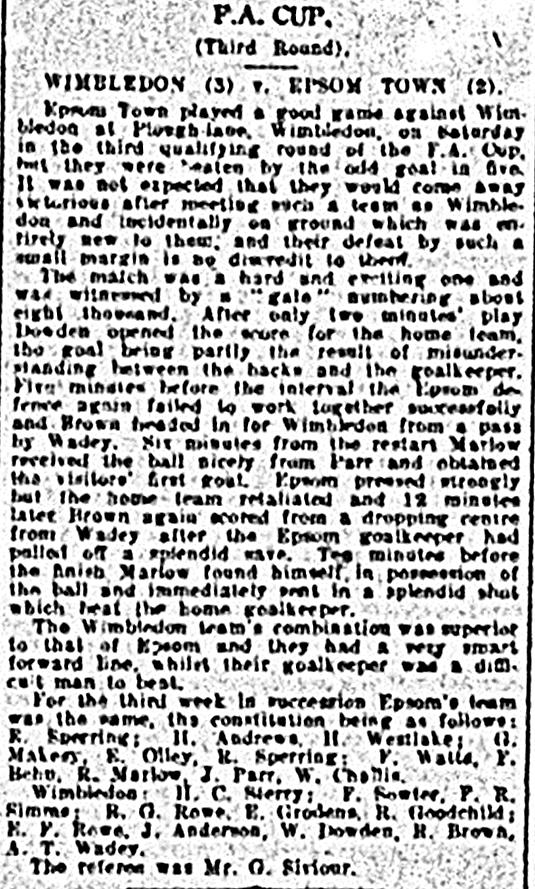 F.A. CUP.
(Third Round).
WIMBLEDON (3) v. EPSOM TOWN (2).
Epsom Town played a good game against Wim-
bledon at Plough-lane, Wimbledon, on Saturday
in the third qualifying round of the F.A. Cup,
but they were beaten by the odd goal in five.
It was not expected that they would come away
victorious after meeting such a team as Wimble-
don and incidentally on ground which was en-
tirely new to them, and their defeat by such a
small margin is no discredit to them.
The match was a hard and exciting one and
was witnessed by a "gate" numbering about
eight thousand. After only two minutes' play
Dowden opened the score for the home team,
the goal being partly the result of misunder-
standing between the backs and the goalkeeper.
Five minutes before the interval the Epsom de-
fence again failed to work together successfully
and Brown headed in for Wimbledon from a pass
by Wadey. Six minutes from the restart Marlow
received the ball nicely from Parr and obtained
the visitors' first goal. Epsom pressed strongly
but the home team retaliated and 12 minutes
later Brown again scored from a dropping centre
from Wadey after the Epsom goalkeeper had
pulled off a splendid save. Ten minutes before
the finish Marlow found himself in possession of
the ball and immediately sent in a splendid shot
which beat the home goalkeeper.
The Wimbledon team's combination was superior
to that of Epsom and they had a very smart
forward line, whilst their goalkeeper was a diffi-
cult man to beat.
For the third week in succession Epsom's team
was the same, the constitution being as follows:
E. Sperring; H. Andrews, H. Westlake; G.
Makesy, E. Olley, R. Sperring; F. Watts, F.
R. Marlow, J. Parr, W. Challis.
Wimbledon: H. C. Sterry; F. Sowter, P. R.
Simms; R. G. Rowe, E. Grodens, R. Goodchild;
E. F. Rowe, J. Anderson, W. Dowden, R. Brown,
A. T. Wadey.
The referee was Mr. G. Siviour.